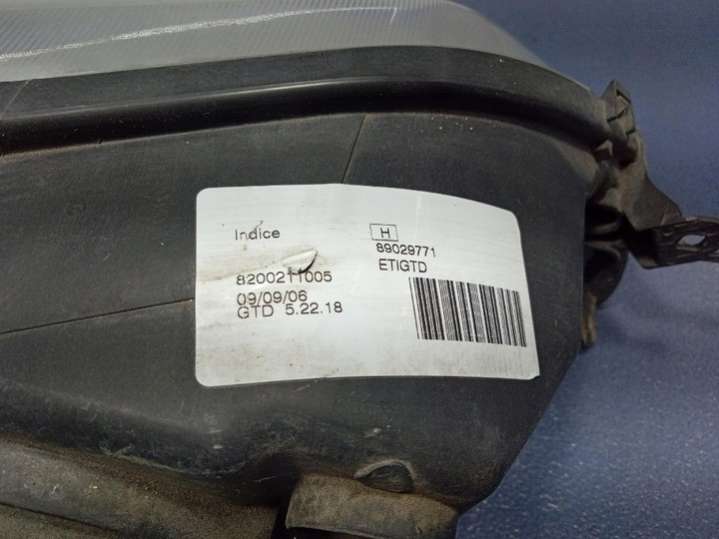 Indice
H
89029771
ETIGTD
8200211005
09/09/06
GTD 5.22.18